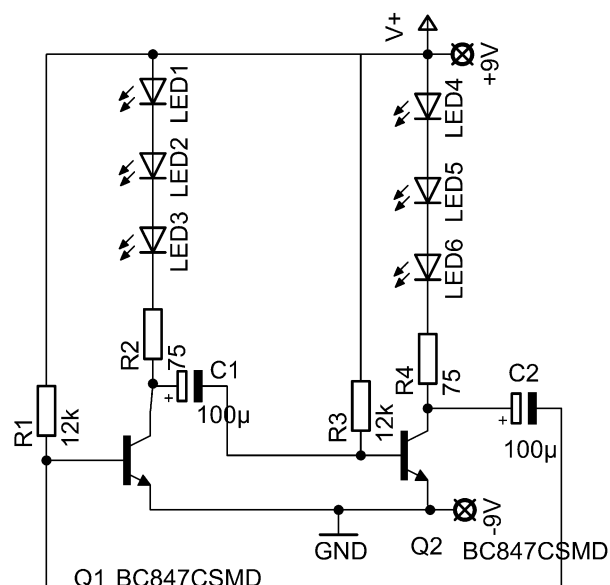 V+
+9V
LED1
LED2
LED3
LED4
LED5
LED6
R2
75
C1
+
100µ
R4
75
C2
+
100µ
R1
12k
R3
12k
-9V
GND
Q2
BC847CSMD
Q1 BC847CSMD